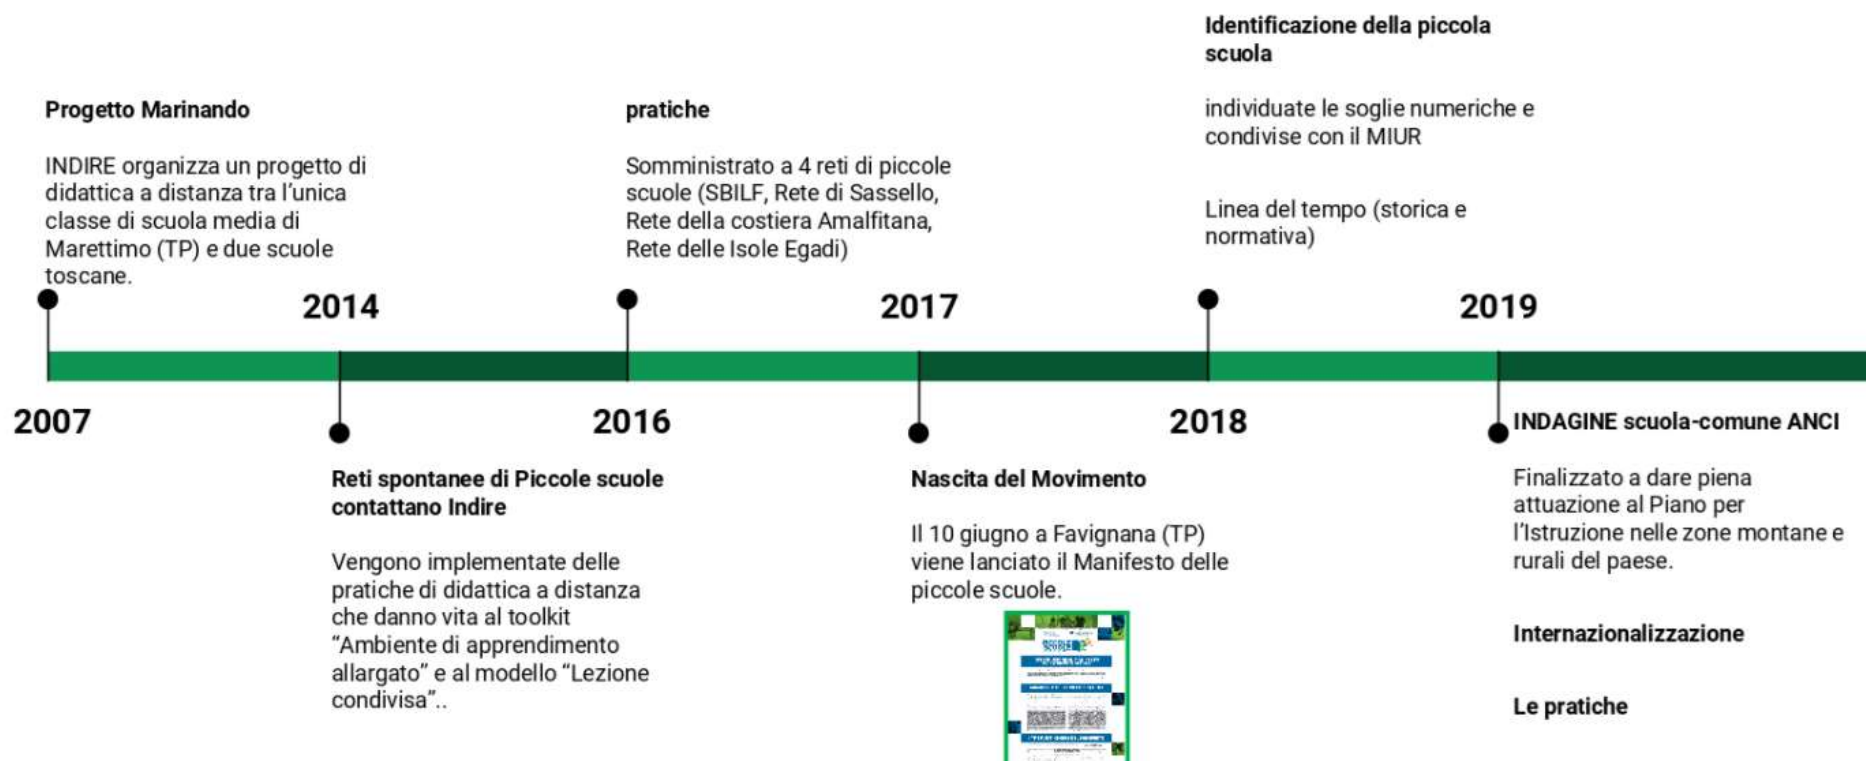 Progetto Marinando
INDIRE organizza un progetto di
didattica a distanza tra l'unica
classe di scuola media di
Marettimo (TP) e due scuole
toscane.
2007
2014
Reti spontanee di Piccole scuole
contattano Indire
Vengono implementate delle
pratiche di didattica a distanza
che danno vita al toolkit
“Ambiente di apprendimento
allargato” e al modello “Lezione
condivisa”..
pratiche
Somministrato a 4 reti di piccole
scuole (SBILF, Rete di Sassello,
Rete della costiera Amalfitana,
Rete delle Isole Egadi)
2016
2017
Nascita del Movimento
Il 10 giugno a Favignana (TP)
viene lanciato il Manifesto delle
piccole scuole.
Identificazione della piccola
scuola
individuate le soglie numeriche e
condivise con il MIUR
Linea del tempo (storica e
normativa)
2018
2019
INDAGINE scuola-comune ANCI
Finalizzato a dare piena
attuazione al Piano per
l'Istruzione nelle zone montane e
rurali del paese.
Internazionalizzazione
Le pratiche